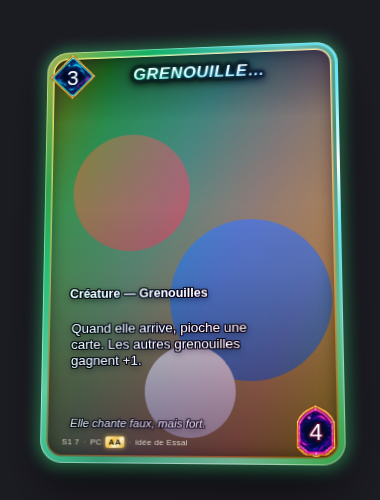 3
GRENOUILLE…
Créature — Grenouilles
Quand elle arrive, pioche une
carte. Les autres grenouilles
gagnent +1.
Elle chante faux, mais fort.
S1 7 · PC AA · Idée de Essai
4